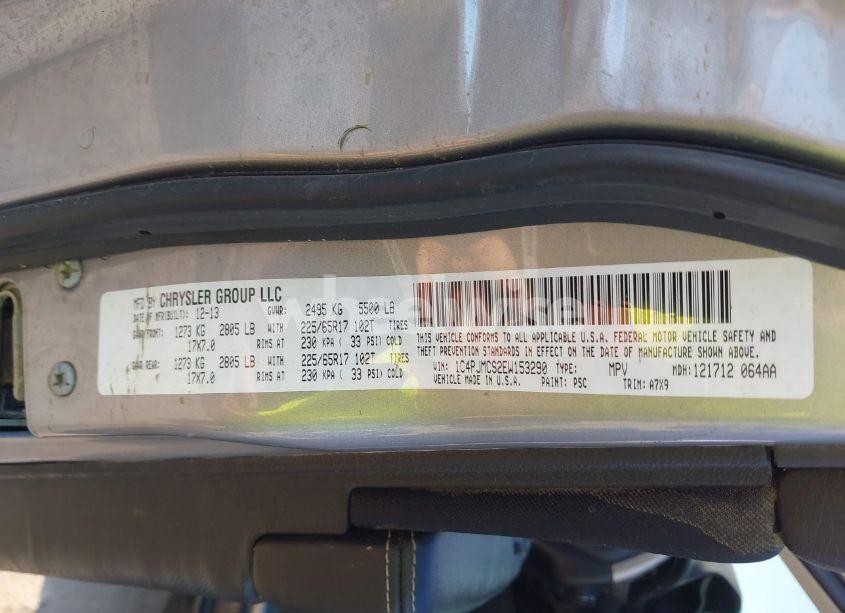 MFD BY CHRYSLER GROUP LLC
DATE OF MFR(BUILT): 12-13 GVWR: 2495 KG 5500 LB
GAWR FRONT: 1273 KG 2805 LB WITH 225/65R17 102T TIRES
17X7.0 RIMS AT 230 KPA ( 33 PSI) COLD
GAWR REAR: 1273 KG 2805 LB WITH 225/65R17 102T TIRES
17X7.0 RIMS AT 230 KPA ( 33 PSI) COLD
THIS VEHICLE CONFORMS TO ALL APPLICABLE U.S.A. FEDERAL MOTOR VEHICLE SAFETY AND
THEFT PREVENTION STANDARDS IN EFFECT ON THE DATE OF MANUFACTURE SHOWN ABOVE.
VIN: 1C4PJMCS2EW153290 TYPE: MPV MDH: 121712 064AA
VEHICLE MADE IN U.S.A. PAINT: PSC TRIM: A7X9